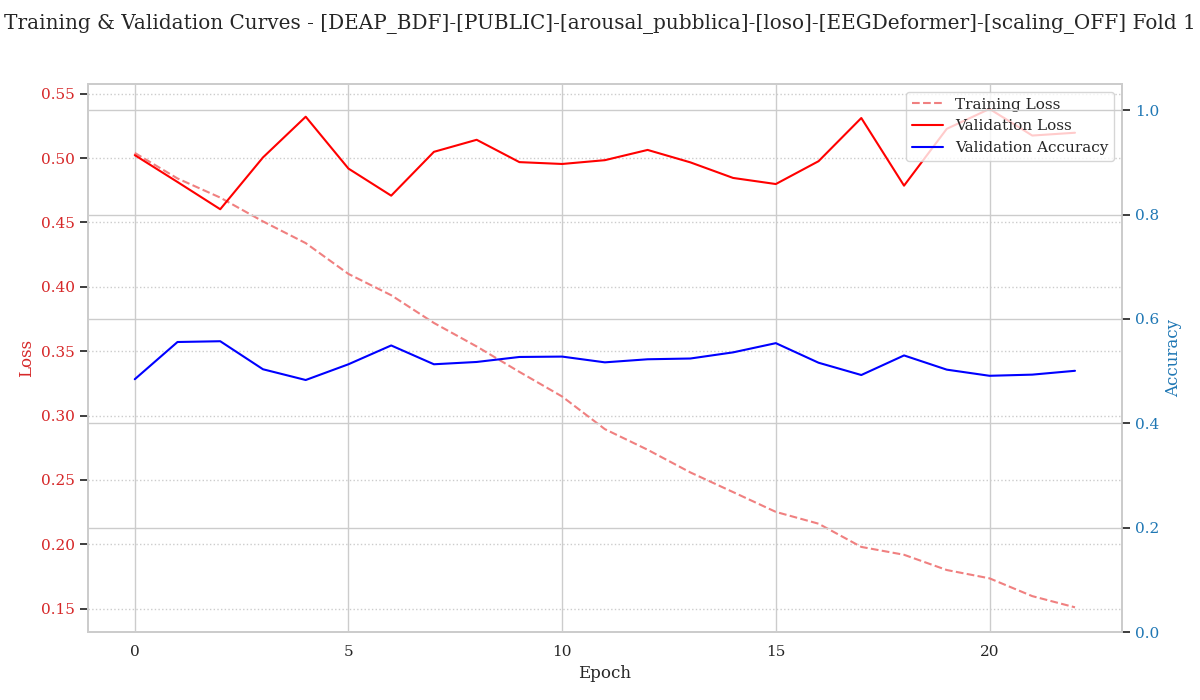 Training & Validation Curves - [DEAP_BDF]-[PUBLIC]-[arousal_pubblica]-[loso]-[EEGDeformer]-[scaling_OFF] Fold 1
Training Loss
Validation Loss
Validation Accuracy
0.55
0.50
0.45
0.40
0.35
0.30
0.25
0.20
0.15
Loss
1.0
0.8
0.6
0.4
0.2
0.0
Accuracy
0 5 10 15 20
Epoch